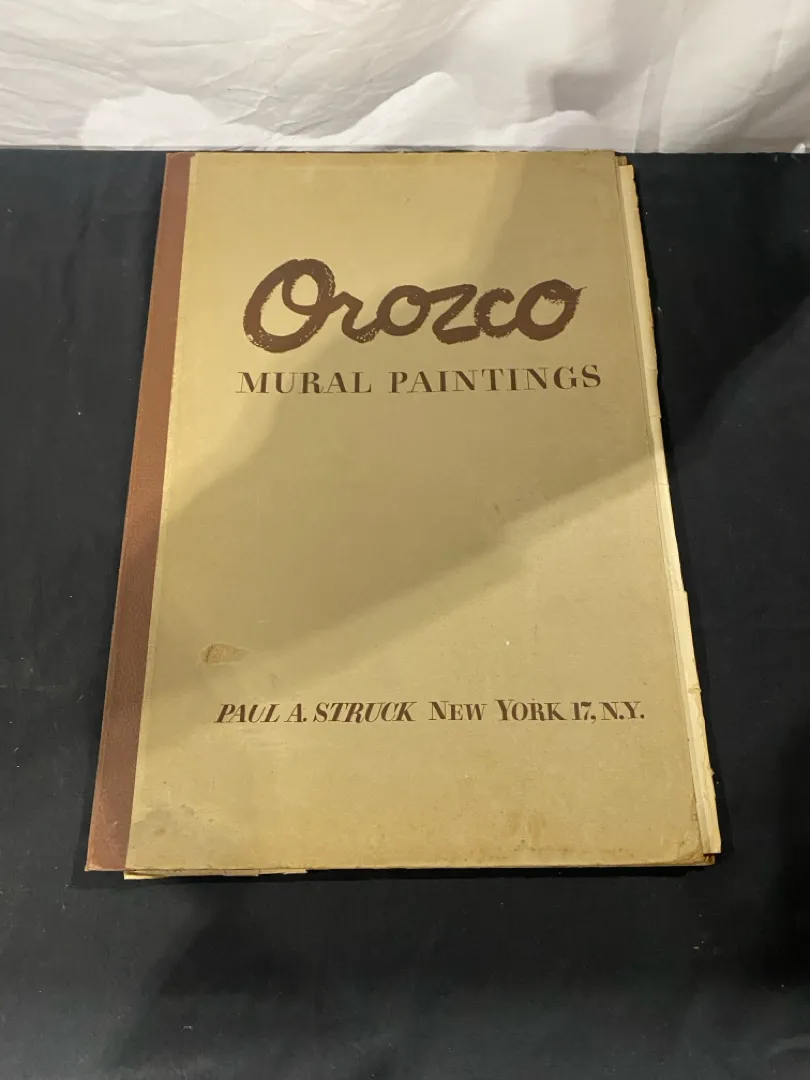 Orozco
MURAL PAINTINGS
PAUL A. STRUCK NEW YORK 17, N.Y.